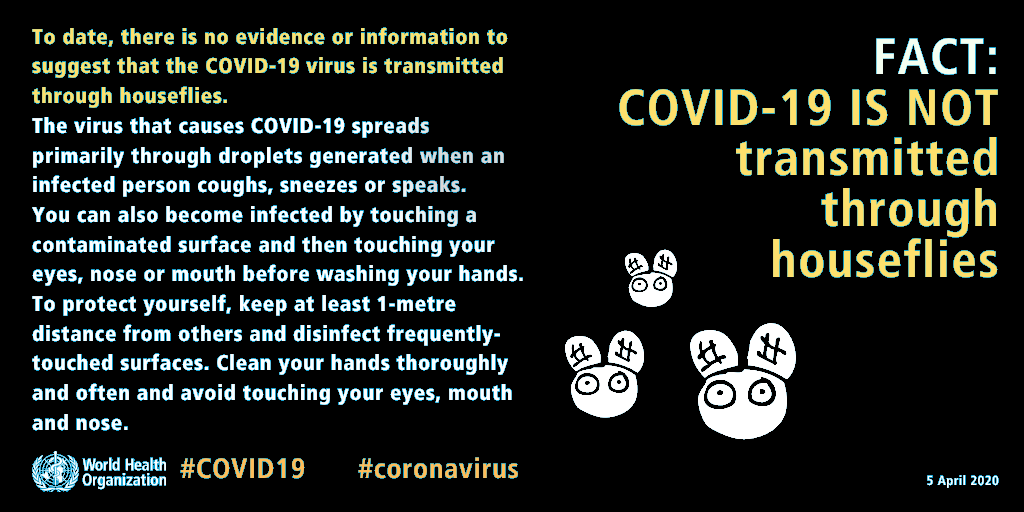 To date, there is no evidence or information to
suggest that the COVID-19 virus is transmitted
through houseflies.
The virus that causes COVID-19 spreads
primarily through droplets generated when an
infected person coughs, sneezes or speaks.
You can also become infected by touching a
contaminated surface and then touching your
eyes, nose or mouth before washing your hands.
To protect yourself, keep at least 1-metre
distance from others and disinfect frequently-
touched surfaces. Clean your hands thoroughly
and often and avoid touching your eyes, mouth
and nose.
World Health
Organization
#COVID19 #coronavirus
FACT:
COVID-19 IS NOT
transmitted
through
houseflies
5 April 2020